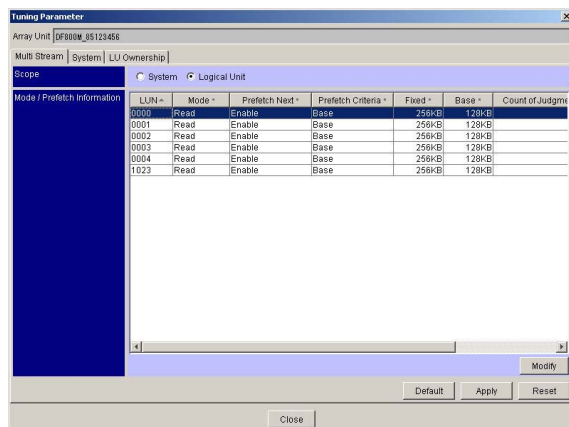 Tuning Parameter
Array Unit DF800M_85123456
Multi Stream System LU Ownership
Scope System Logical Unit
Mode / Prefetch Information
LUN Mode Prefetch Next Prefetch Criteria Fixed Base Count of Judgme
0000 Read Enable Base 256KB 128KB
0001 Read Enable Base 256KB 128KB
0002 Read Enable Base 256KB 128KB
0003 Read Enable Base 256KB 128KB
0004 Read Enable Base 256KB 128KB
1023 Read Enable Base 256KB 128KB
Modify
Default Apply Reset
Close